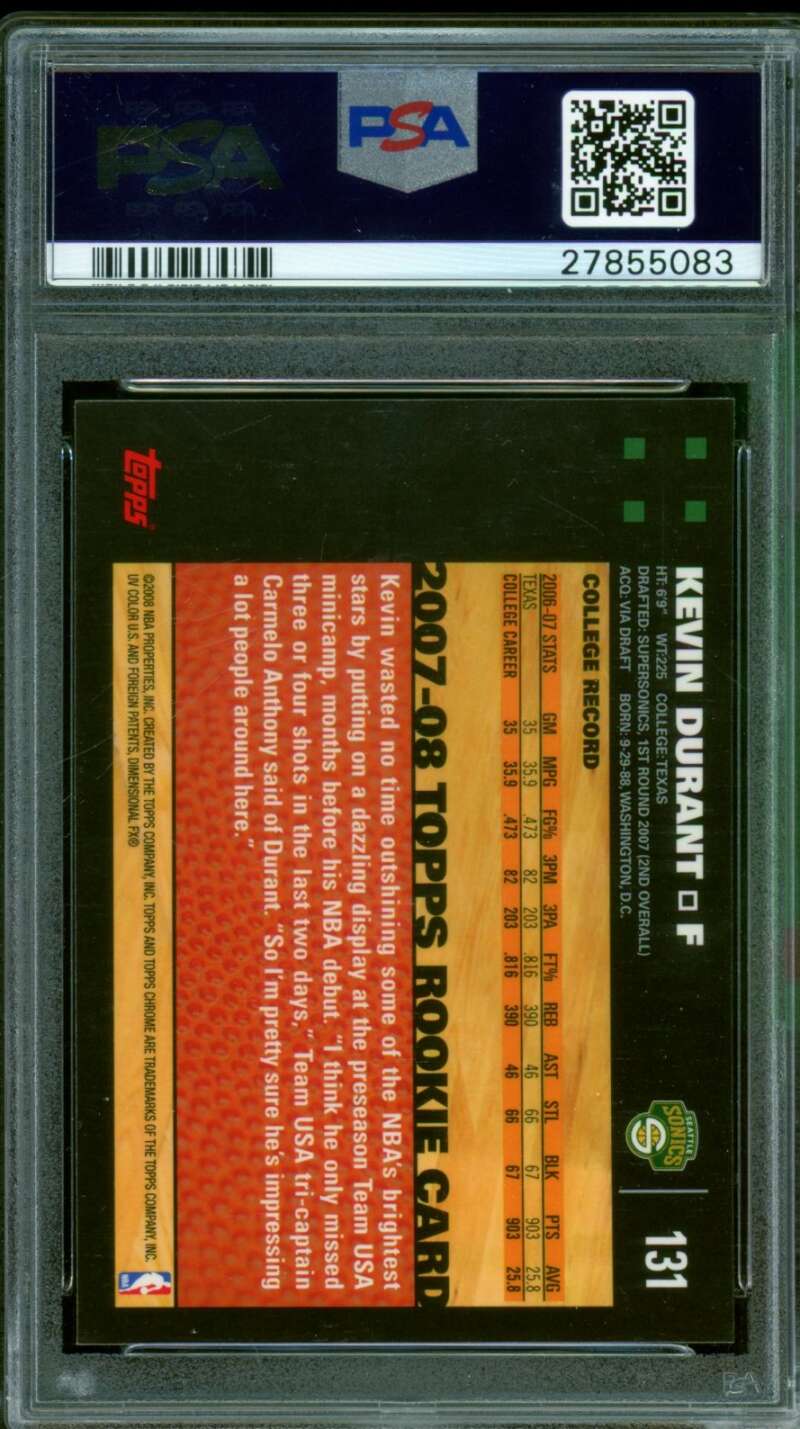 PSA
PSA
27855083
KEVIN DURANT ▫ F
HT: 6'9" WT:225 COLLEGE:TEXAS
DRAFTED: SUPERSONICS, 1ST ROUND 2007 (2ND OVERALL)
ACQ: VIA DRAFT BORN: 9-29-88, WASHINGTON, D.C.
SEATTLE
SONICS
131
COLLEGE RECORD
2006-07 STATS GM MPG FG% 3PM 3PA FT% REB AST STL BLK PTS AVG
TEXAS 35 35.9 .473 82 203 .816 390 46 66 67 903 25.8
COLLEGE CAREER 35 35.9 .473 82 203 .816 390 46 66 67 903 25.8
2007-08 TOPPS ROOKIE CARD
Kevin wasted no time outshining some of the NBA's brightest
stars by putting on a dazzling display at the preseason Team USA
minicamp, months before his NBA debut. "I think he only missed
three or four shots in the last two days," Team USA tri-captain
Carmelo Anthony said of Durant. "So I'm pretty sure he's impressing
a lot people around here."
©2008 NBA PROPERTIES, INC. CREATED BY THE TOPPS COMPANY, INC. TOPPS AND TOPPS CHROME ARE TRADEMARKS OF THE TOPPS COMPANY, INC.
UV COLOR U.S. AND FOREIGN PATENTS, DIMENSIONAL FX®
NBA
topps
PSA